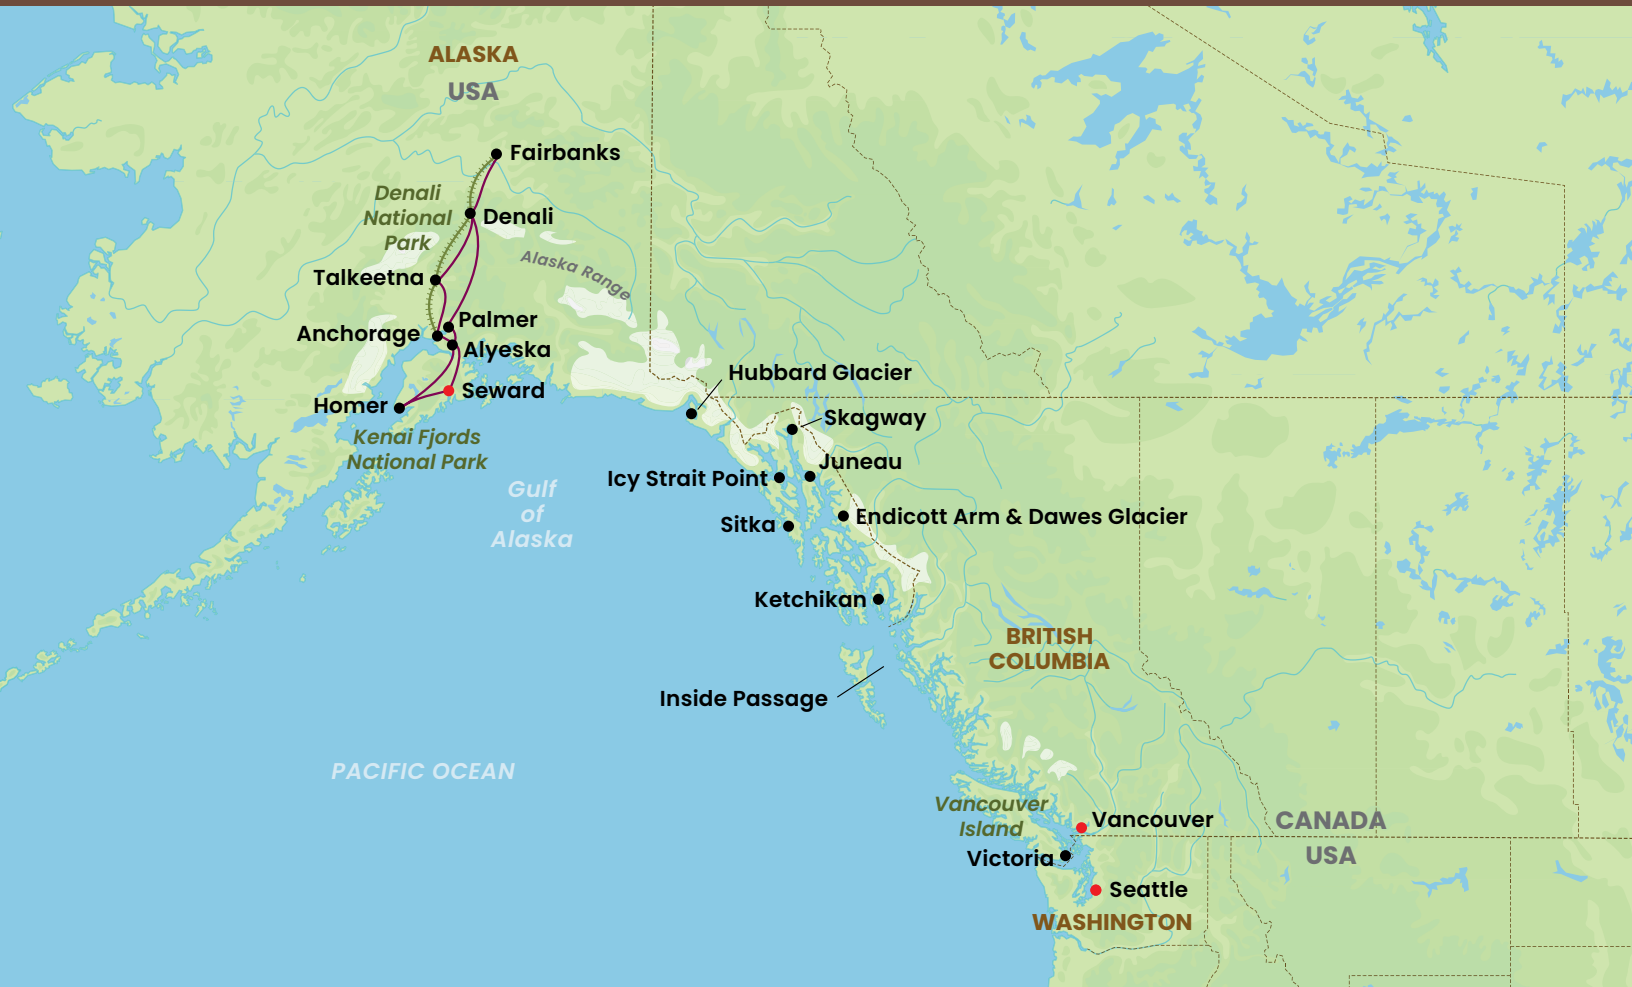 ALASKA
USA
Fairbanks
Denali
National
Park
Denali
Alaska Range
Talkeetna
Palmer
Anchorage
Alyeska
Seward
Homer
Kenai Fjords
National Park
Hubbard Glacier
Skagway
Juneau
Icy Strait Point
Gulf
of
Alaska
Sitka
Endicott Arm & Dawes Glacier
Ketchikan
BRITISH
COLUMBIA
Inside Passage
PACIFIC OCEAN
Vancouver
Island
Vancouver
CANADA
USA
Victoria
Seattle
WASHINGTON